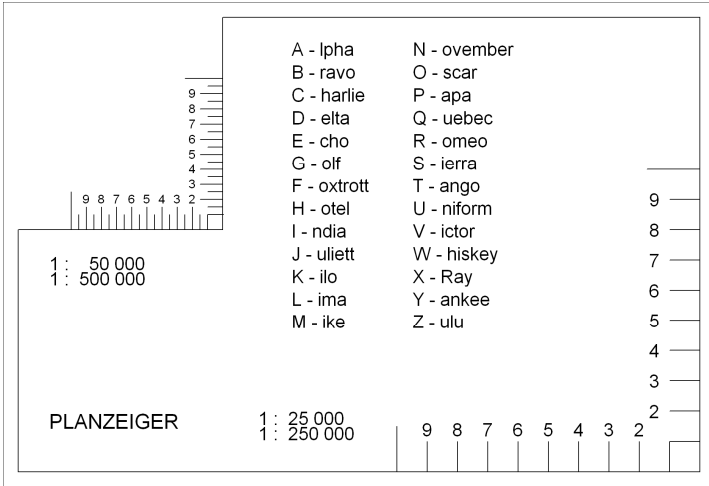 A - lpha
B - ravo
C - harlie
D - elta
E - cho
G - olf
F - oxtrott
H - otel
I - ndia
J - uliett
K - ilo
L - ima
M - ike
N - ovember
O - scar
P - apa
Q - uebec
R - omeo
S - ierra
T - ango
U - niform
V - ictor
W - hiskey
X - Ray
Y - ankee
Z - ulu
9
8
7
6
5
4
3
2
9 8 7 6 5 4 3 2
1 : 50 000
1 : 500 000
9
8
7
6
5
4
3
2
PLANZEIGER
1 : 25 000
1 : 250 000
9 8 7 6 5 4 3 2